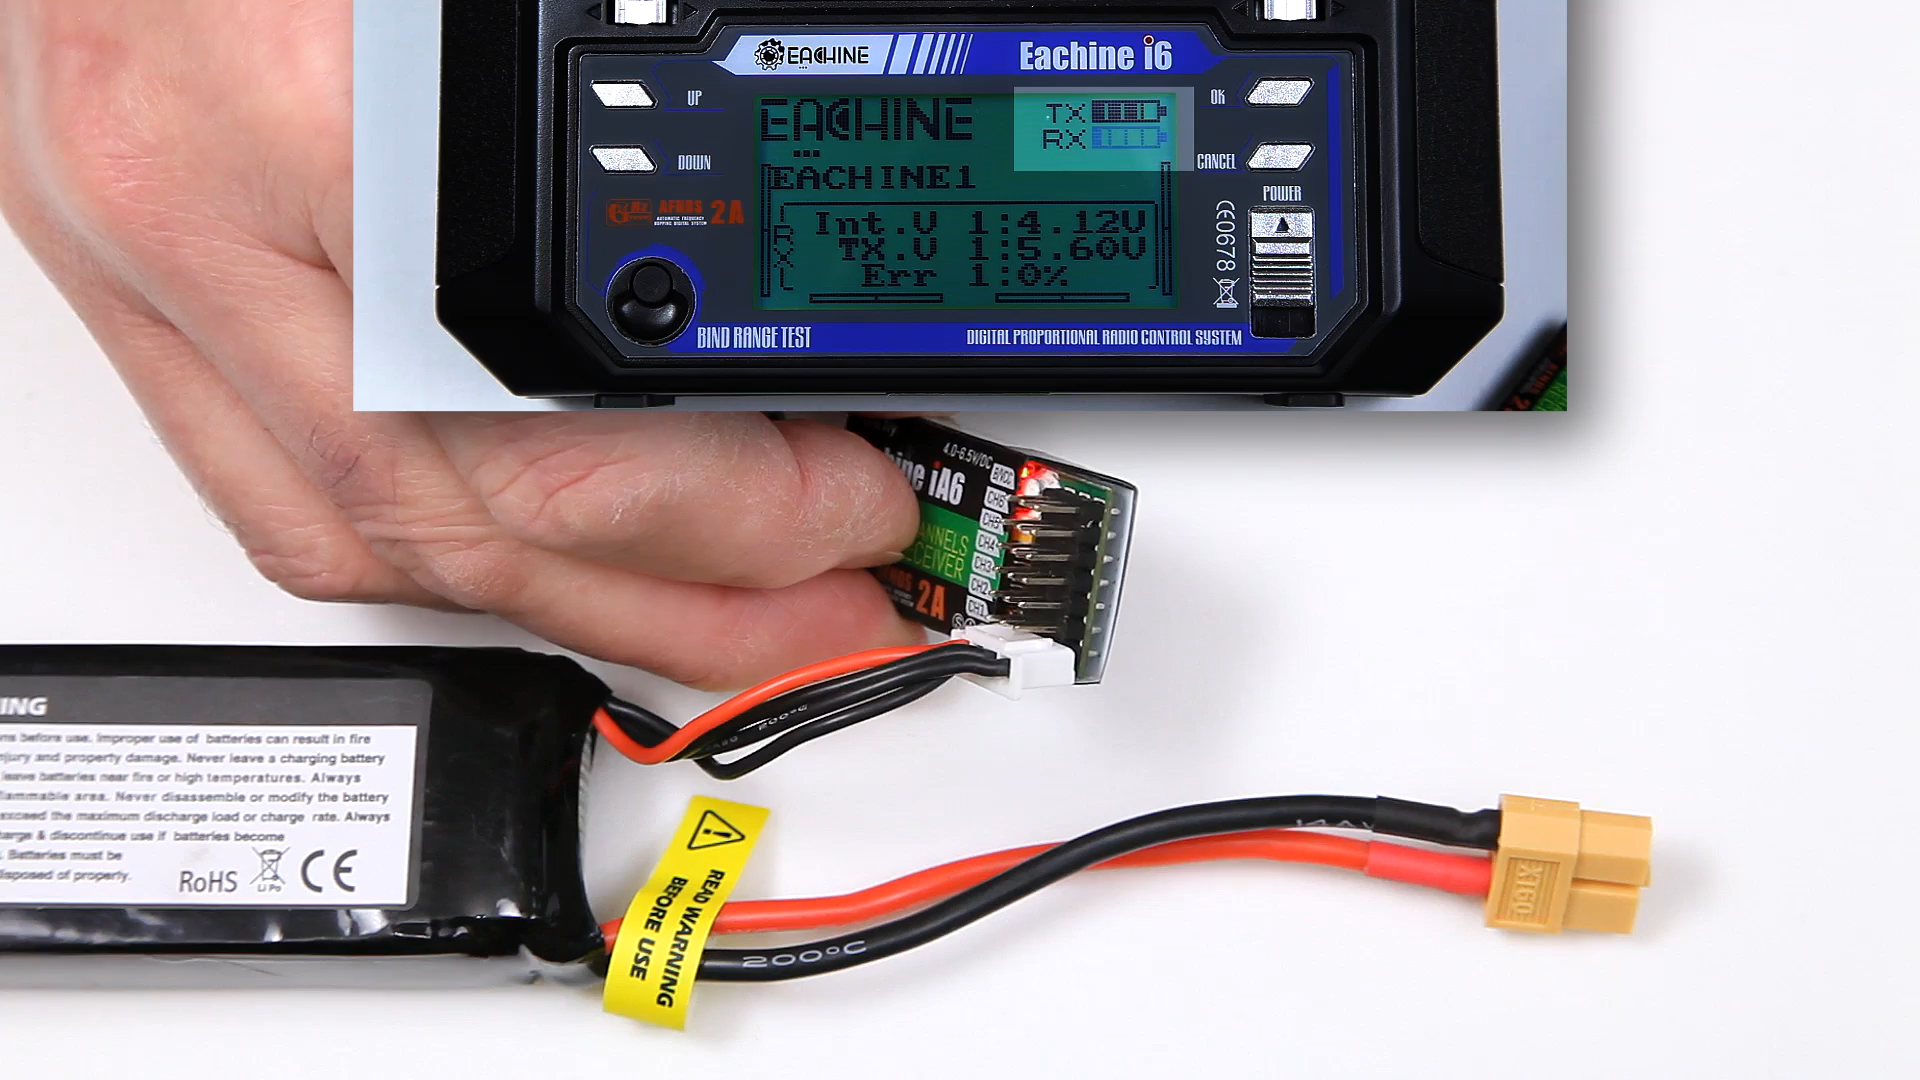 EACHINE
Eachine i6
UP
DOWN
OK
CANCEL
POWER
EACHINE
TX
RX
EACHINE1
Int.V 1:4.12V
TX.V 1:5.60V
Err 1:0%
AFHDS 2A
AUTOMATIC FREQUENCY
HOPPING DIGITAL SYSTEM
CE0678
BIND RANGE TEST
DIGITAL PROPORTIONAL RADIO CONTROL SYSTEM
4.0-8.5V/DC
iA6
B/VCC
CH6
CH5
CH4
CH3
CH2
CH1
2A
200°C
ING
before use. Improper use of batteries can result in fire
and property damage. Never leave a charging battery
leave batteries near fire or high temperatures. Always
area. Never disassemble or modify the battery
exceed the maximum discharge load or charge rate. Always
& discontinue use if batteries become
Batteries must be
disposed of properly.
RoHS
Li Po
CE
READ WARNING
BEFORE USE
200°C
14AW
XT60